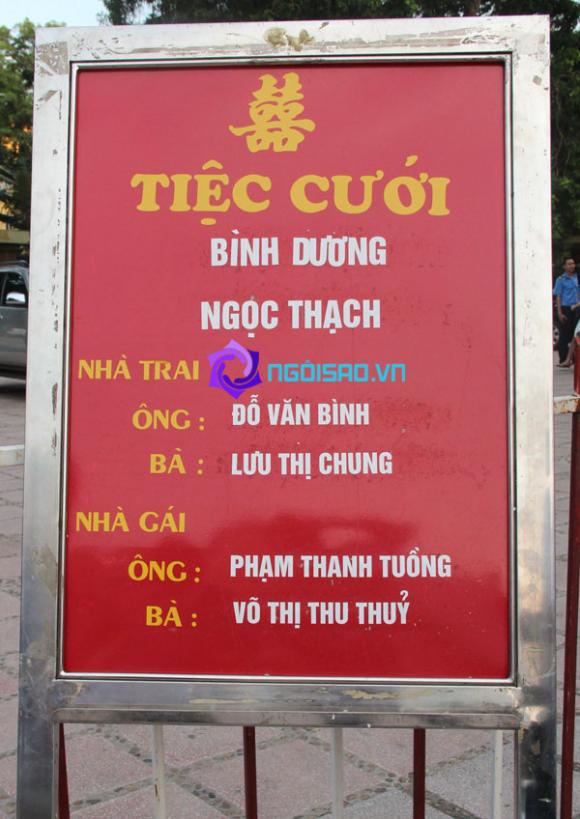 囍
TIỆC CƯỚI
BÌNH DƯƠNG
NGỌC THẠCH
NHÀ TRAI
NGÔISAO.VN
ÔNG : ĐỖ VĂN BÌNH
BÀ : LƯU THỊ CHUNG
NHÀ GÁI
ÔNG : PHẠM THANH TUỒNG
BÀ : VÕ THỊ THU THUỶ